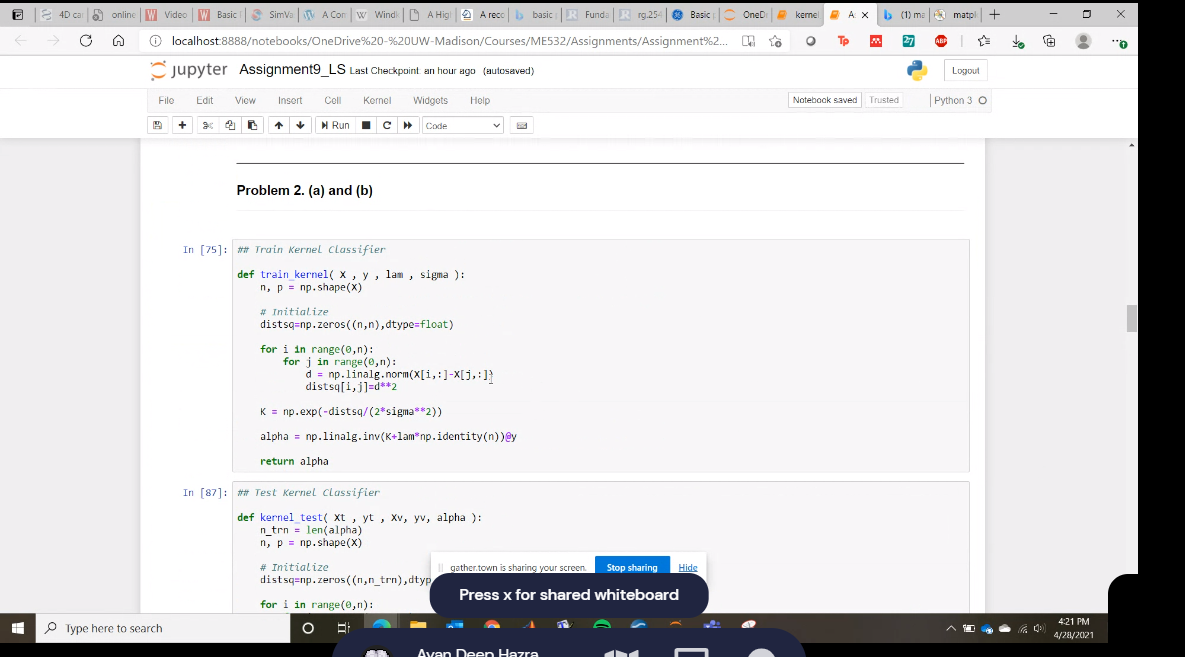 4D ca
online
Video
Basic
SimVa
A Con
Windk
A High
A reco
basic p
Funda
rg.254
Basic p
OneDr
kernel
A
(1) ma
matpl
localhost:8888/notebooks/OneDrive%20-%20UW-Madison/Courses/ME532/Assignments/Assignment%2...
jupyter Assignment9_LS Last Checkpoint: an hour ago (autosaved)
Logout
File Edit View Insert Cell Kernel Widgets Help
Notebook saved Trusted Python 3
Run Code
Problem 2. (a) and (b)
In [75]: ## Train Kernel Classifier
def train_kernel( X , y , lam , sigma ):
n, p = np.shape(X)
# Initialize
distsq=np.zeros((n,n),dtype=float)
for i in range(0,n):
for j in range(0,n):
d = np.linalg.norm(X[i,:]-X[j,:])
distsq[i,j]=d**2
K = np.exp(-distsq/(2*sigma**2))
alpha = np.linalg.inv(K+lam*np.identity(n))@y
return alpha
In [87]: ## Test Kernel Classifier
def kernel_test( Xt , yt , Xv, yv, alpha ):
n_trn = len(alpha)
n, p = np.shape(X)
# Initialize
distsq=np.zeros((n,n_trn),dtyp
for i in range(0,n):
gather.town is sharing your screen. Stop sharing Hide
Press x for shared whiteboard
Type here to search
4:21 PM
4/28/2021
Ayan Deep Hazra